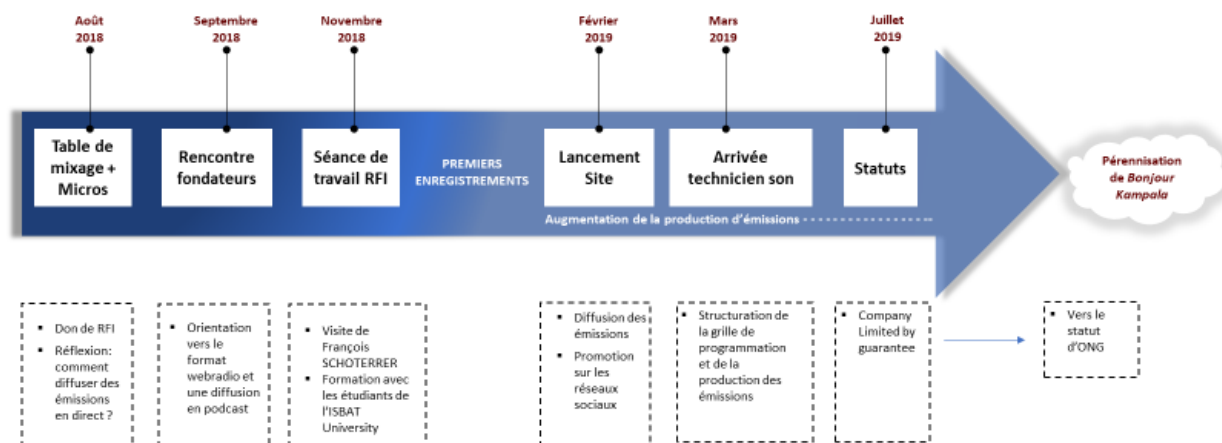 Août
2018
Septembre
2018
Novembre
2018
Février
2019
Mars
2019
Juillet
2019
Table de
mixage +
Micros
Rencontre
fondateurs
Séance de
travail RFI
PREMIERS
ENREGISTREMENTS
Lancement
Site
Arrivée
technicien son
Statuts
Augmentation de la production d'émissions
Pérennisation
de Bonjour
Kampala
▪ Don de RFI
▪ Réflexion:
comment
diffuser des
émissions
en direct ?
▪ Orientation
vers le
format
webradio et
une diffusion
en podcast
▪ Visite de
François
SCHOTERRER
▪ Formation avec
les étudiants de
l'ISBAT
University
▪ Diffusion des
émissions
▪ Promotion
sur les
réseaux
sociaux
▪ Structuration de
la grille de
programmation
et de la
production des
émissions
▪ Company
Limited by
guarantee
▪ Vers le
statut
d'ONG